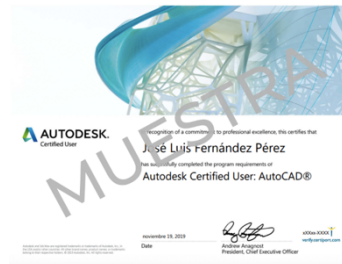 AUTODESK.
Certified User
In recognition of a commitment to professional excellence, this certifies that
José Luis Fernández Pérez
has successfully completed the program requirements of
Autodesk Certified User: AutoCAD®
MUESTRA
noviembre 19, 2019
Date
Andrew Anagnost
President, Chief Executive Officer
xXXxx-XXXX
verify.certiport.com